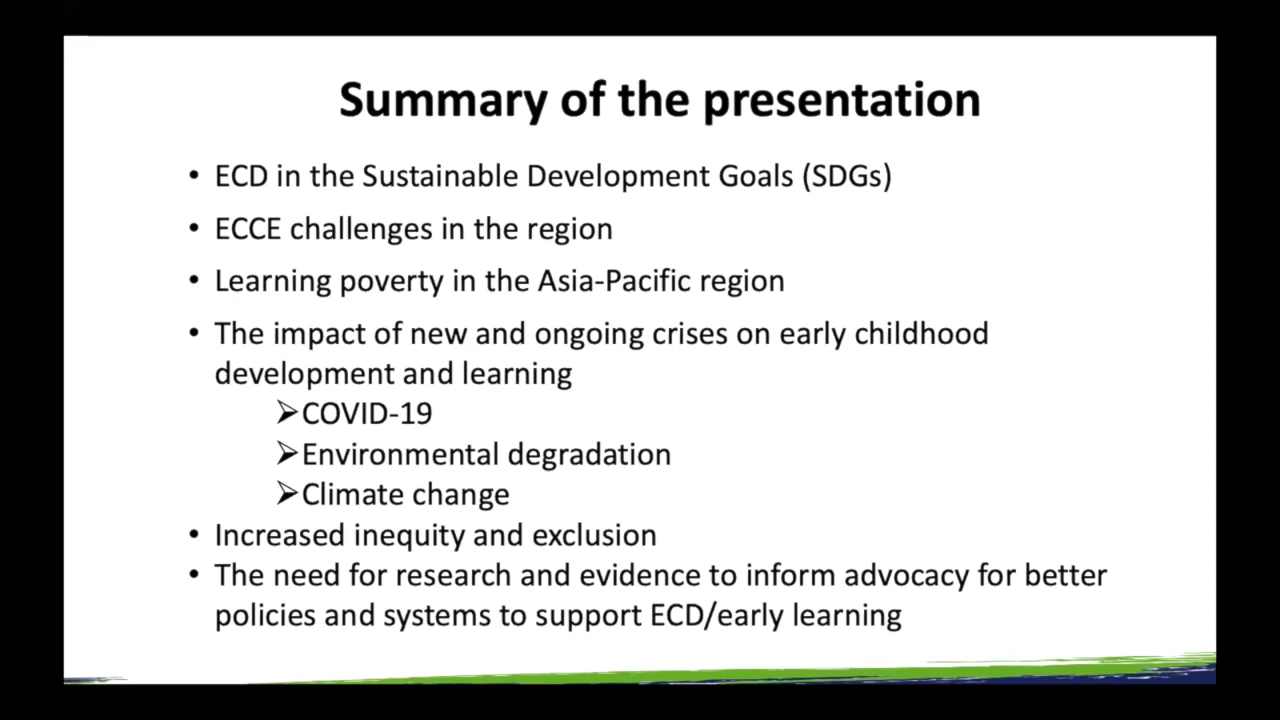 Summary of the presentation
• ECD in the Sustainable Development Goals (SDGs)
• ECCE challenges in the region
• Learning poverty in the Asia-Pacific region
• The impact of new and ongoing crises on early childhood
development and learning
➢COVID-19
➢Environmental degradation
➢Climate change
• Increased inequity and exclusion
• The need for research and evidence to inform advocacy for better
policies and systems to support ECD/early learning